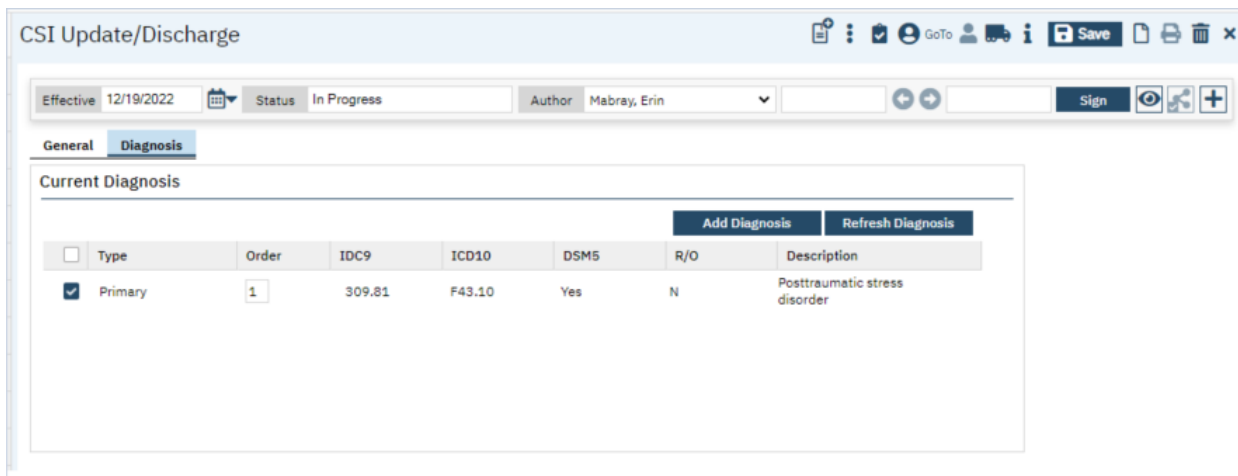 CSI Update/Discharge
GoTo
Save
Effective 12/19/2022 Status In Progress Author Mabray, Erin Sign
General Diagnosis
Current Diagnosis
Add Diagnosis Refresh Diagnosis
Type Order IDC9 ICD10 DSM5 R/O Description
Primary 1 309.81 F43.10 Yes N Posttraumatic stress
disorder